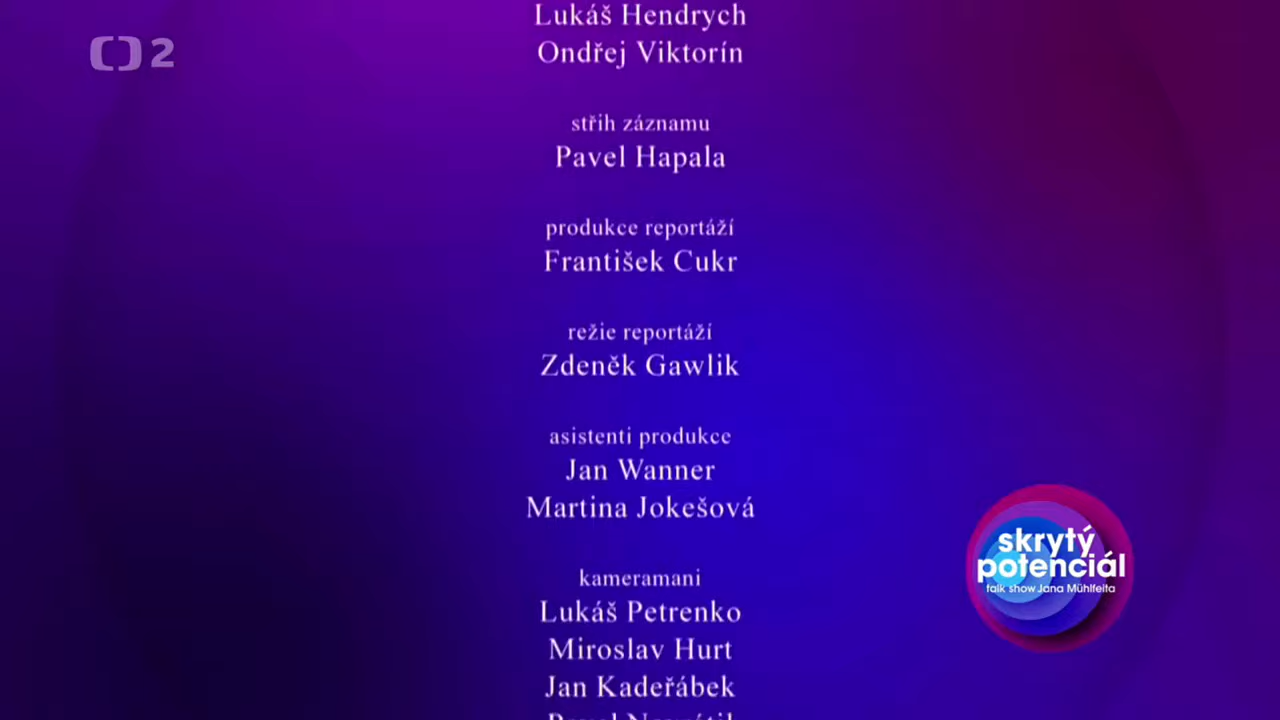 Lukáš Hendrych
Ondřej Viktorín
2
střih záznamu
Pavel Hapala
produkce reportáží
František Cukr
režie reportáží
Zdeněk Gawlik
asistenti produkce
Jan Wanner
Martina Jokešová
kameramani
Lukáš Petrenko
Miroslav Hurt
Jan Kadeřábek
skrytý
potenciál
talk show Jana Mühlfeita